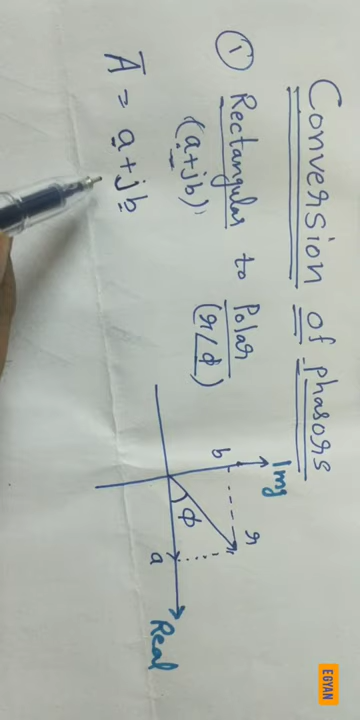 Conversion of phasors
① Rectangular to Polar
(a+jb) (r∠ϕ)
Ā = a+jb
Img
b
r
ϕ
a
Real
EGYAN